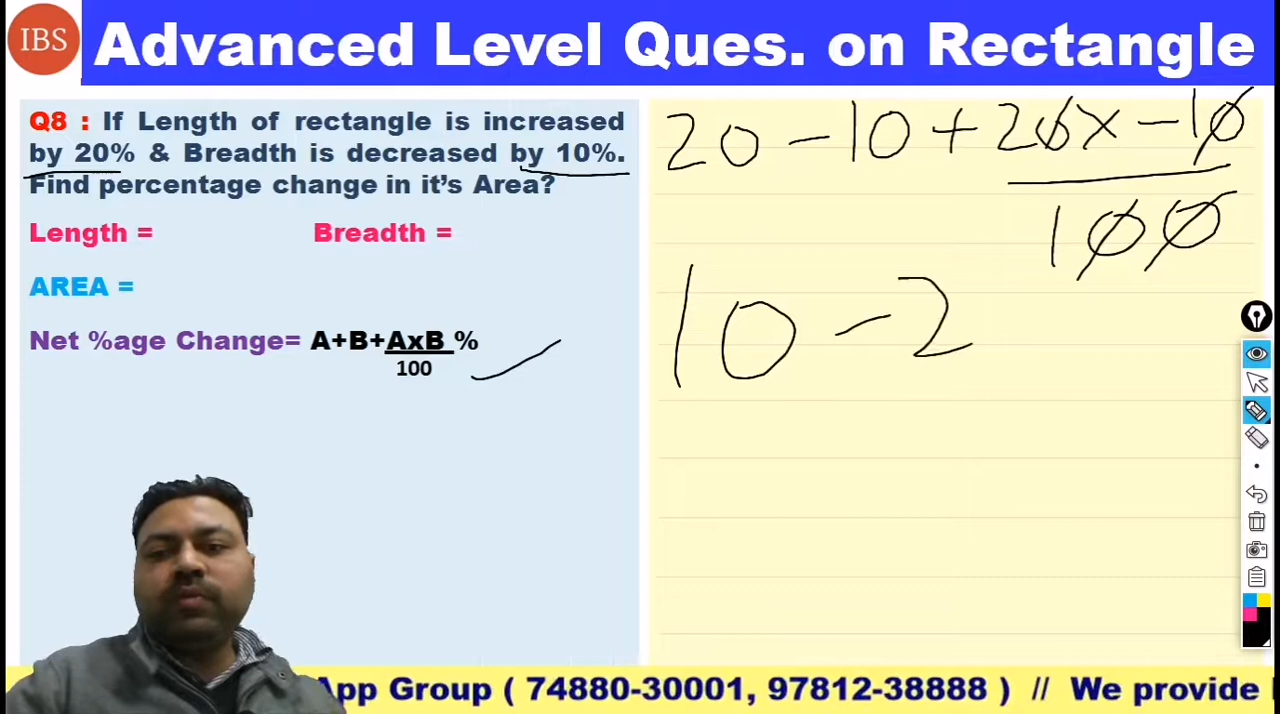 IBS
Advanced Level Ques. on Rectangle
Q8 : If Length of rectangle is increased
by 20% & Breadth is decreased by 10%.
Find percentage change in it's Area?
Length =
Breadth =
AREA =
Net %age Change= A+B+AxB %
100
20 - 10 + 20x - 10
100
10 - 2
App Group ( 74880-30001, 97812-38888 ) // We provide